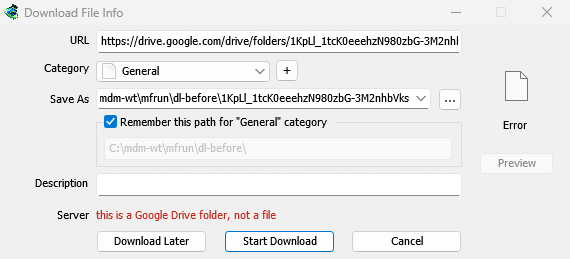 Download File Info
URL
https://drive.google.com/drive/folders/1KpLl_1tcK0eeehzN980zbG-3M2nhl
Category
General
+
Save As
mdm-wt\mfrun\dl-before\1KpLl_1tcK0eeehzN980zbG-3M2nhbVks
...
Remember this path for "General" category
C:\mdm-wt\mfrun\dl-before\
Error
Preview
Description
Server
this is a Google Drive folder, not a file
Download Later
Start Download
Cancel